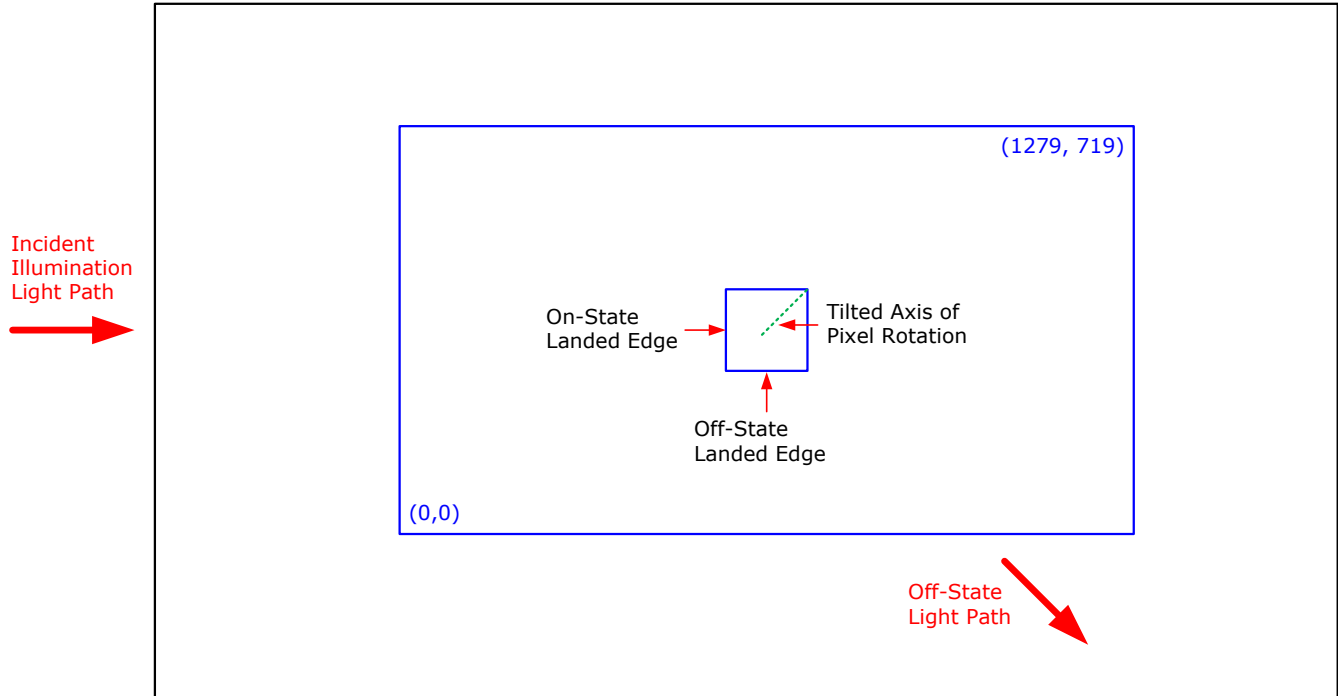 (1279, 719)
Incident
Illumination
Light Path
On-State
Landed Edge
Tilted Axis of
Pixel Rotation
Off-State
Landed Edge
(0,0)
Off-State
Light Path